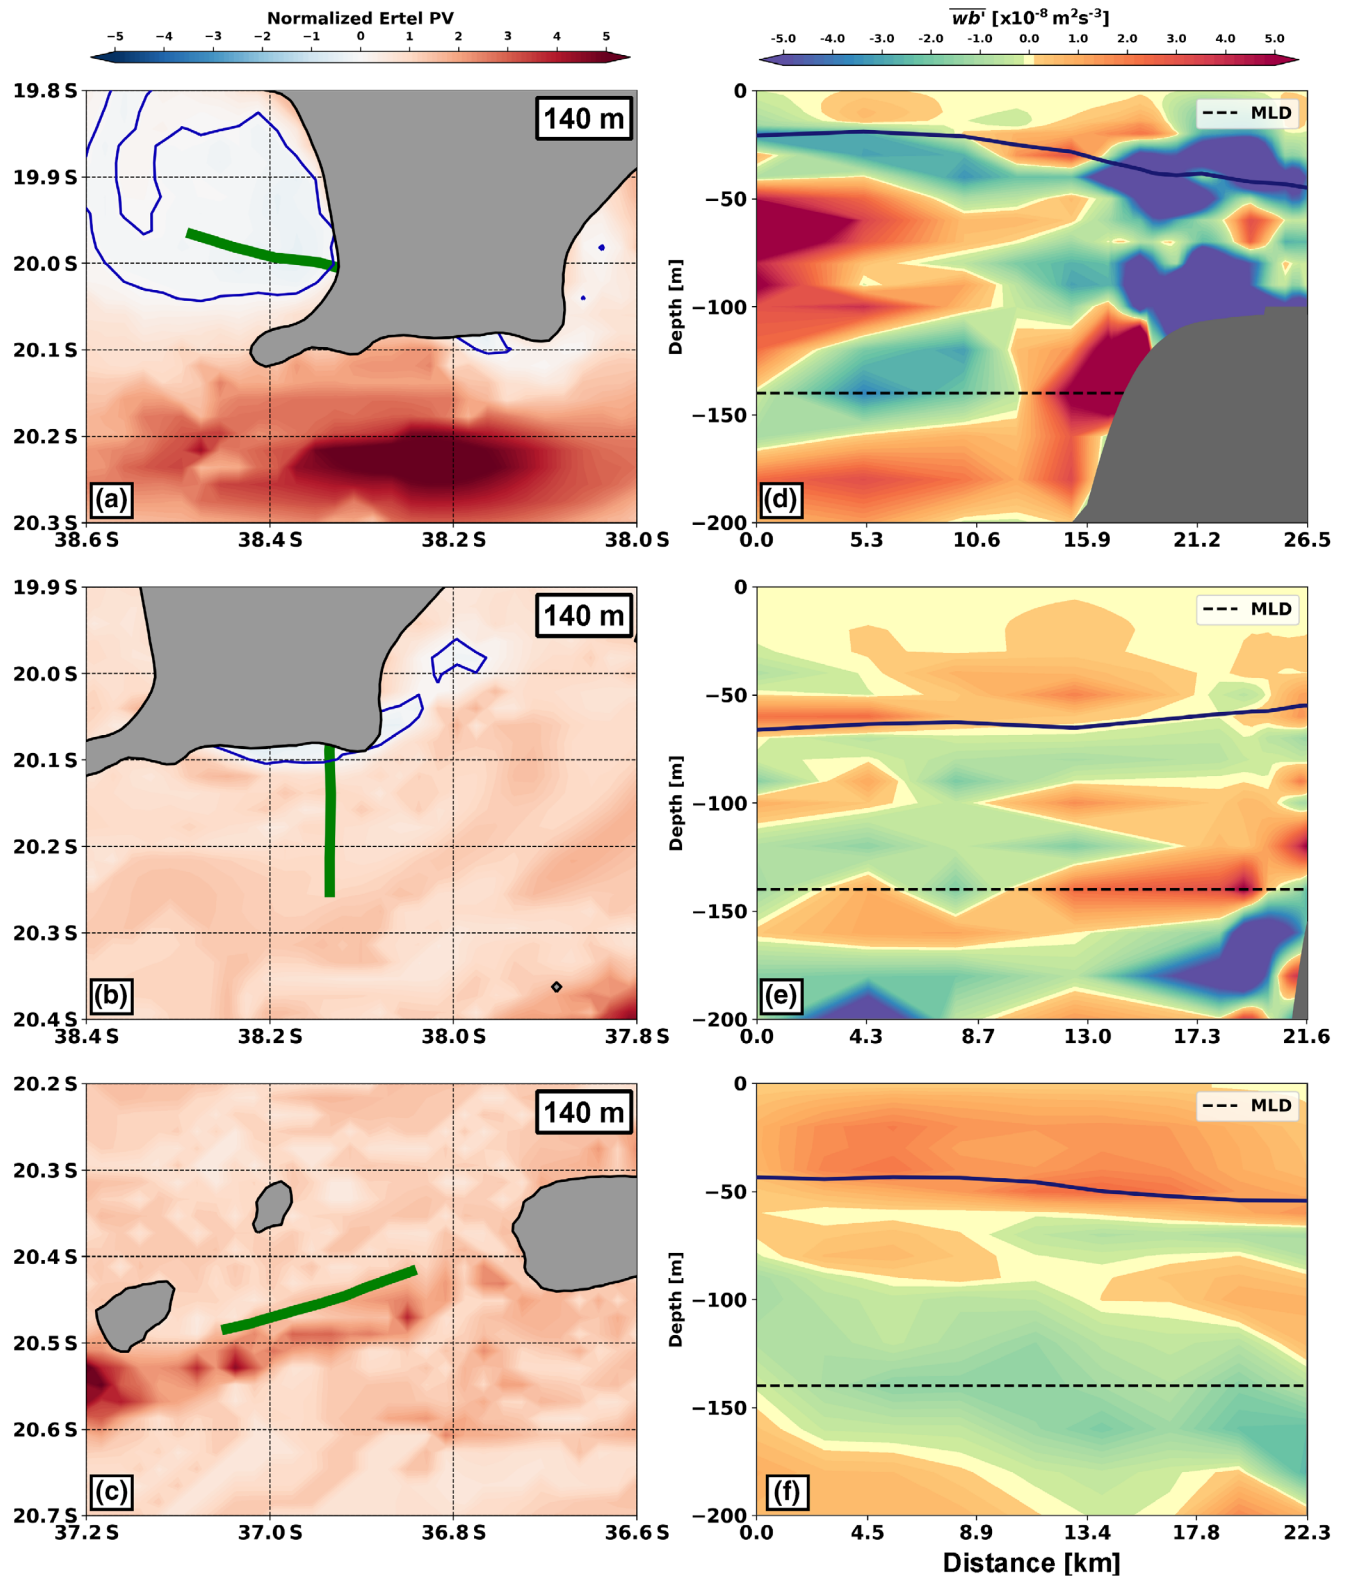 Normalized Ertel PV
−5 −4 −3 −2 −1 0 1 2 3 4 5
19.8 S
19.9 S
20.0 S
20.1 S
20.2 S
20.3 S
140 m
(a)
38.6 S 38.4 S 38.2 S 38.0 S
wb' [x10⁻⁸ m²s⁻³]
-5.0 -4.0 -3.0 -2.0 -1.0 0.0 1.0 2.0 3.0 4.0 5.0
0
−50
−100
−150
−200
Depth [m]
MLD
(d)
0.0 5.3 10.6 15.9 21.2 26.5
19.9 S
20.0 S
20.1 S
20.2 S
20.3 S
20.4 S
140 m
(b)
38.4 S 38.2 S 38.0 S 37.8 S
0
−50
−100
−150
−200
Depth [m]
MLD
(e)
0.0 4.3 8.7 13.0 17.3 21.6
20.2 S
20.3 S
20.4 S
20.5 S
20.6 S
20.7 S
140 m
(c)
37.2 S 37.0 S 36.8 S 36.6 S
0
−50
−100
−150
−200
Depth [m]
MLD
(f)
0.0 4.5 8.9 13.4 17.8 22.3
Distance [km]